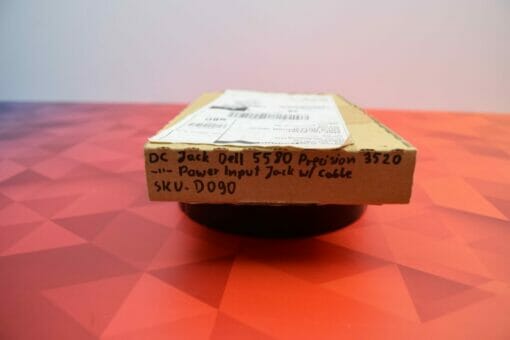 DC Jack Dell 5580 Precision 3520
-"- Power Input Jack w/ Cable
SKU-D090